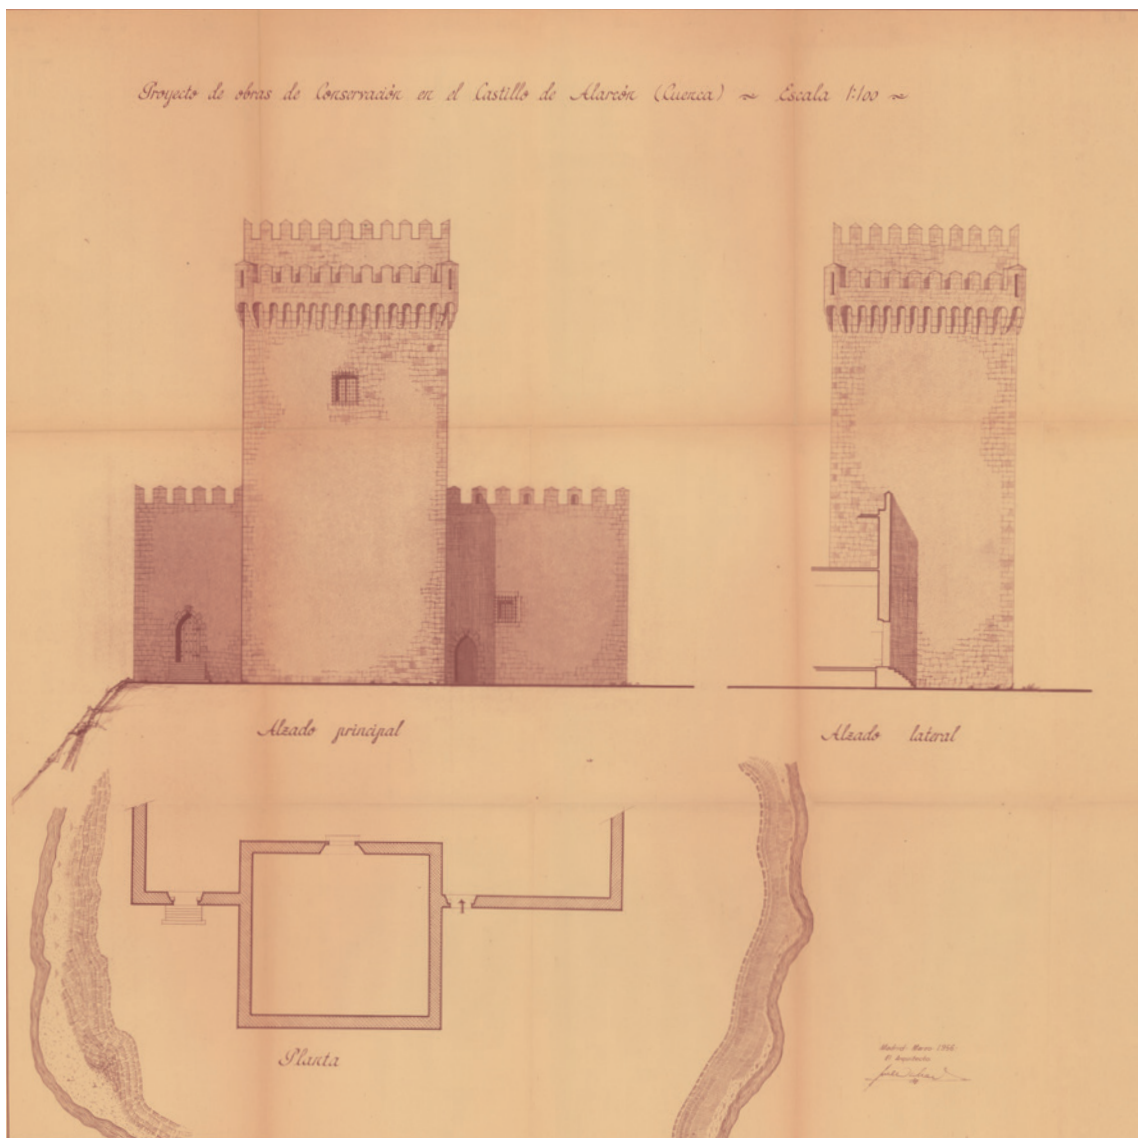 Proyecto de obras de Conservación en el Castillo de Alarcón (Cuenca) ~ Escala 1:100 ~
Alzado principal
Alzado lateral
Planta
Madrid Marzo
El Arquitecto